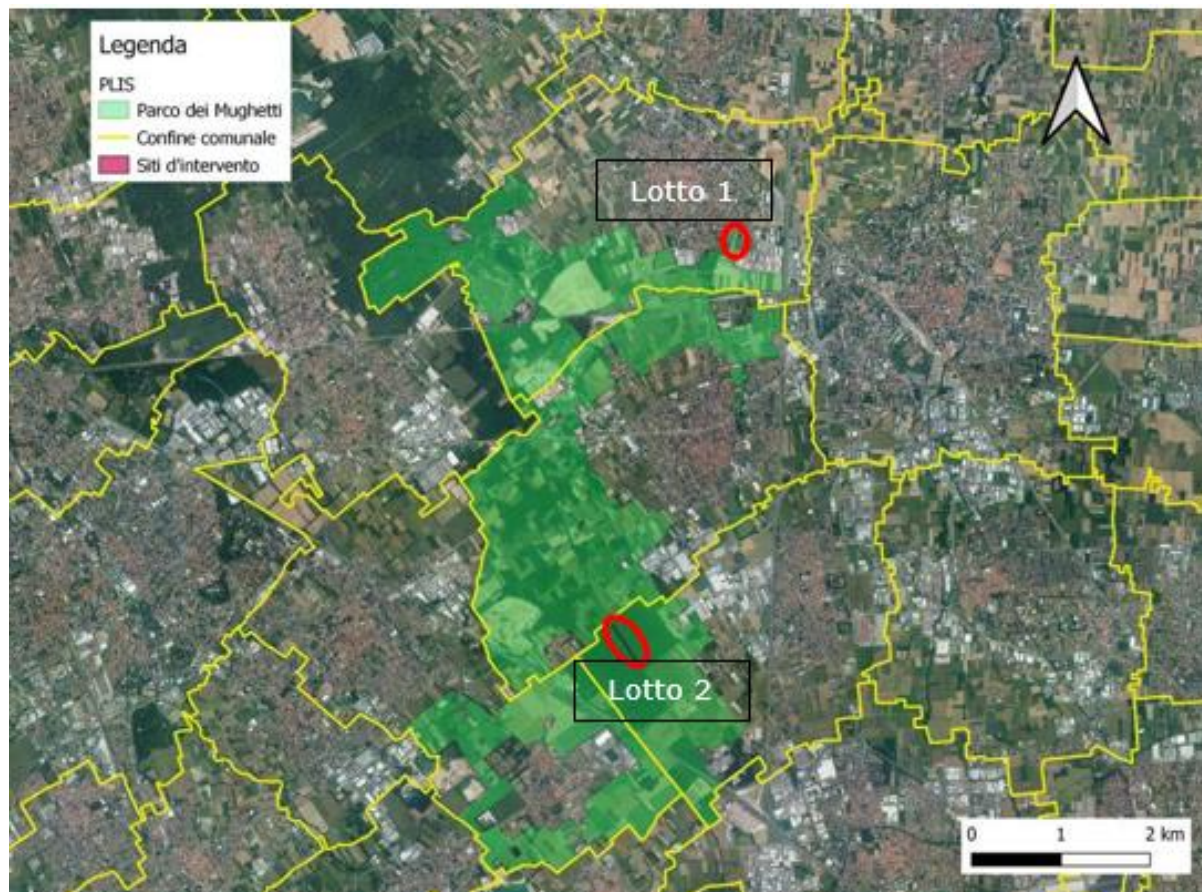 Legenda
PLIS
Parco dei Mughetti
Confine comunale
Siti d'intervento
Lotto 1
Lotto 2
0 1 2 km